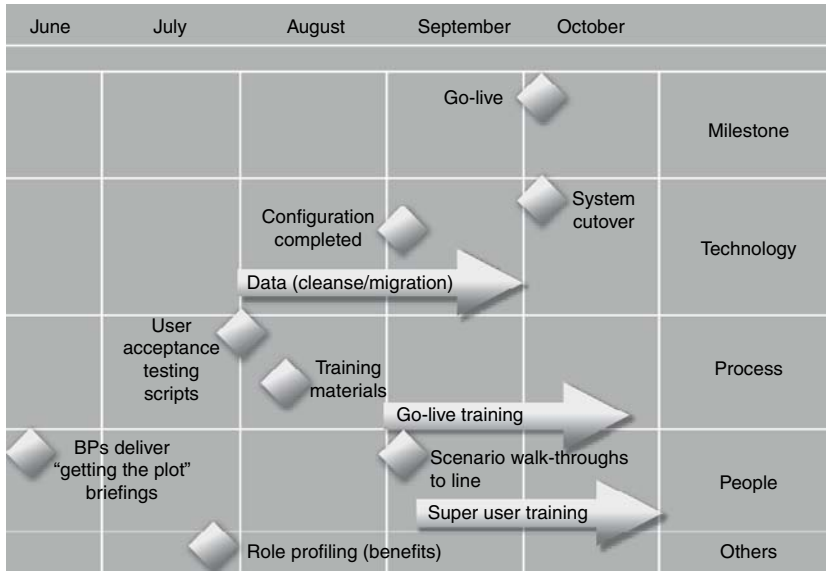 June July August September October
Go-live
Milestone
Configuration
completed
System
cutover
Technology
Data (cleanse/migration)
User
acceptance
testing
scripts
Training
materials
Process
Go-live training
BPs deliver
“getting the plot”
briefings
Scenario walk-throughs
to line
People
Super user training
Role profiling (benefits)
Others